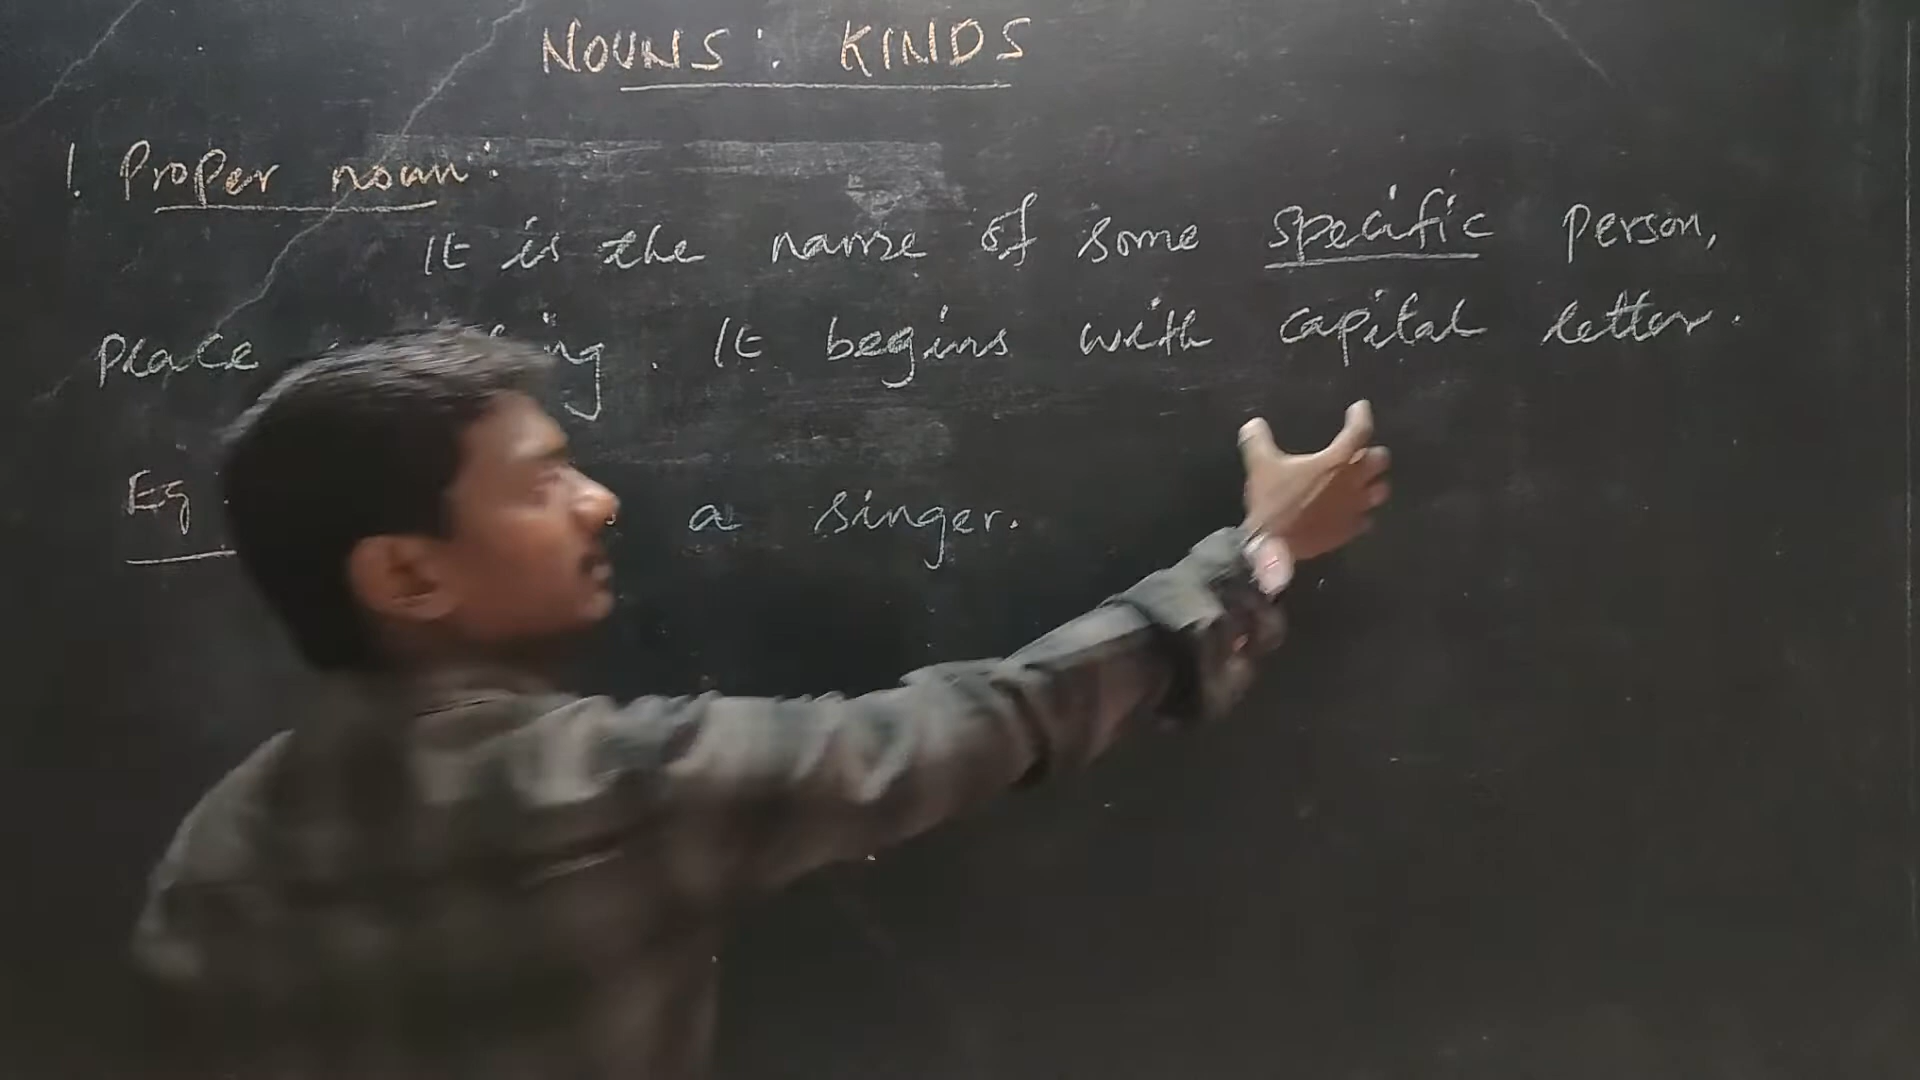 NOUNS: KINDS
1. Proper noun:
It is the name of some specific person,
place ing. It begins with capital letter.
Eg a singer.